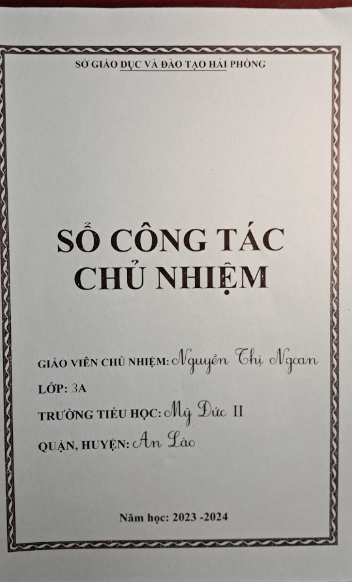 SỞ GIÁO DỤC VÀ ĐÀO TẠO HẢI PHÒNG
SỔ CÔNG TÁC
CHỦ NHIỆM
GIÁO VIÊN CHỦ NHIỆM: Nguyễn Thị Ngoan
LỚP: 3A
TRƯỜNG TIỂU HỌC: Mỹ Đức II
QUẬN, HUYỆN: An Lão
Năm học: 2023 -2024